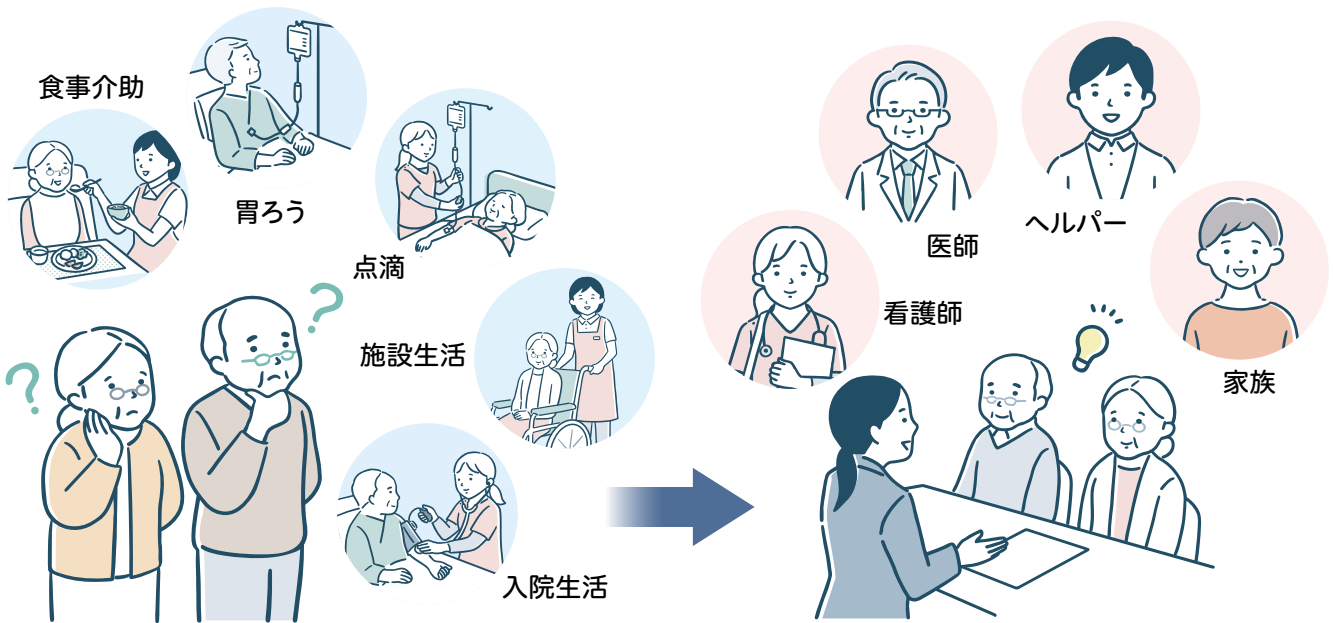 食事介助
胃ろう
点滴
施設生活
入院生活
医師
ヘルパー
看護師
家族